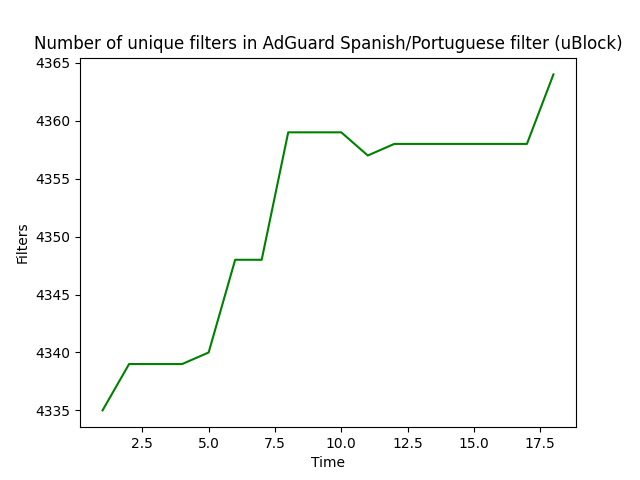 Number of unique filters in AdGuard Spanish/Portuguese filter (uBlock)
4365
4360
4355
4350
4345
4340
4335
Filters
2.5 5.0 7.5 10.0 12.5 15.0 17.5
Time